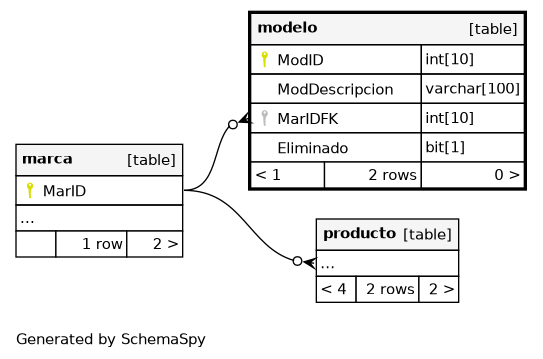 modelo [table]
ModID int[10]
ModDescripcion varchar[100]
MarIDFK int[10]
Eliminado bit[1]
< 1 2 rows 0 >
marca [table]
MarID
...
1 row 2 >
producto [table]
...
< 4 2 rows 2 >
Generated by SchemaSpy